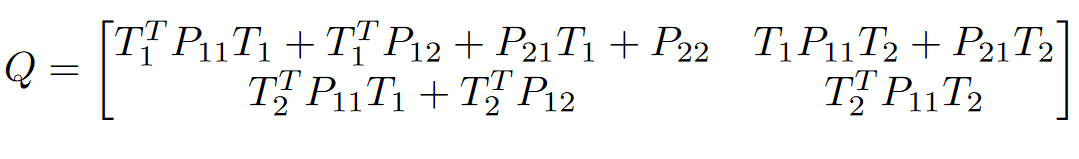 Q = \begin{bmatrix} T_1^T P_{11} T_1 + T_1^T P_{12} + P_{21} T_1 + P_{22} & T_1 P_{11} T_2 + P_{21} T_2 \\
T_2^T P_{11} T_1 + T_2^T P_{12} & T_2^T P_{11} T_2 \end{bmatrix}